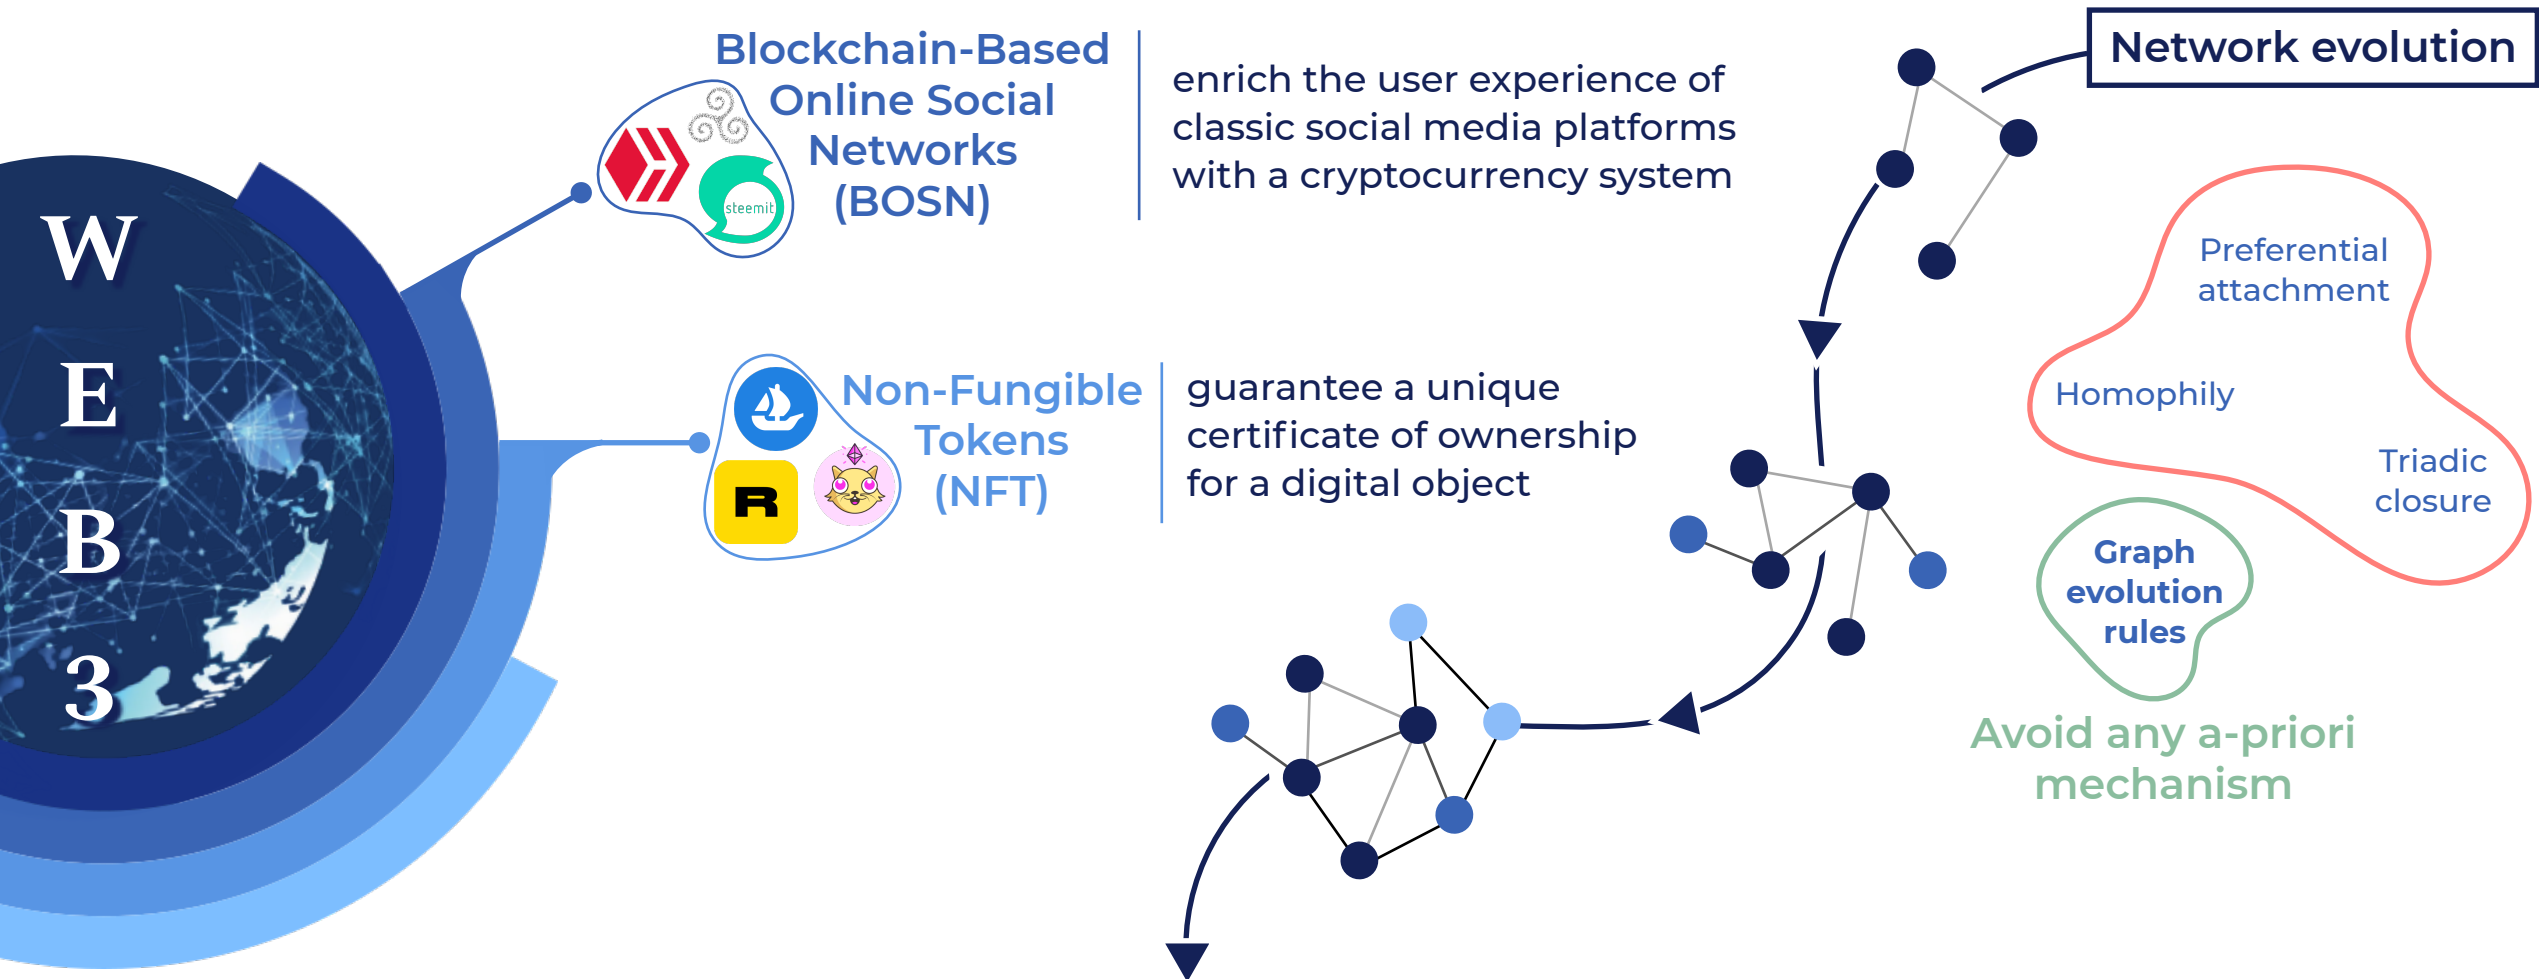 W
E
B
3
Blockchain-Based
Online Social
Networks
(BOSN)
steemit
enrich the user experience of
classic social media platforms
with a cryptocurrency system
Non-Fungible
Tokens
(NFT)
R
guarantee a unique
certificate of ownership
for a digital object
Network evolution
Preferential
attachment
Homophily
Triadic
closure
Graph
evolution
rules
Avoid any a-priori
mechanism